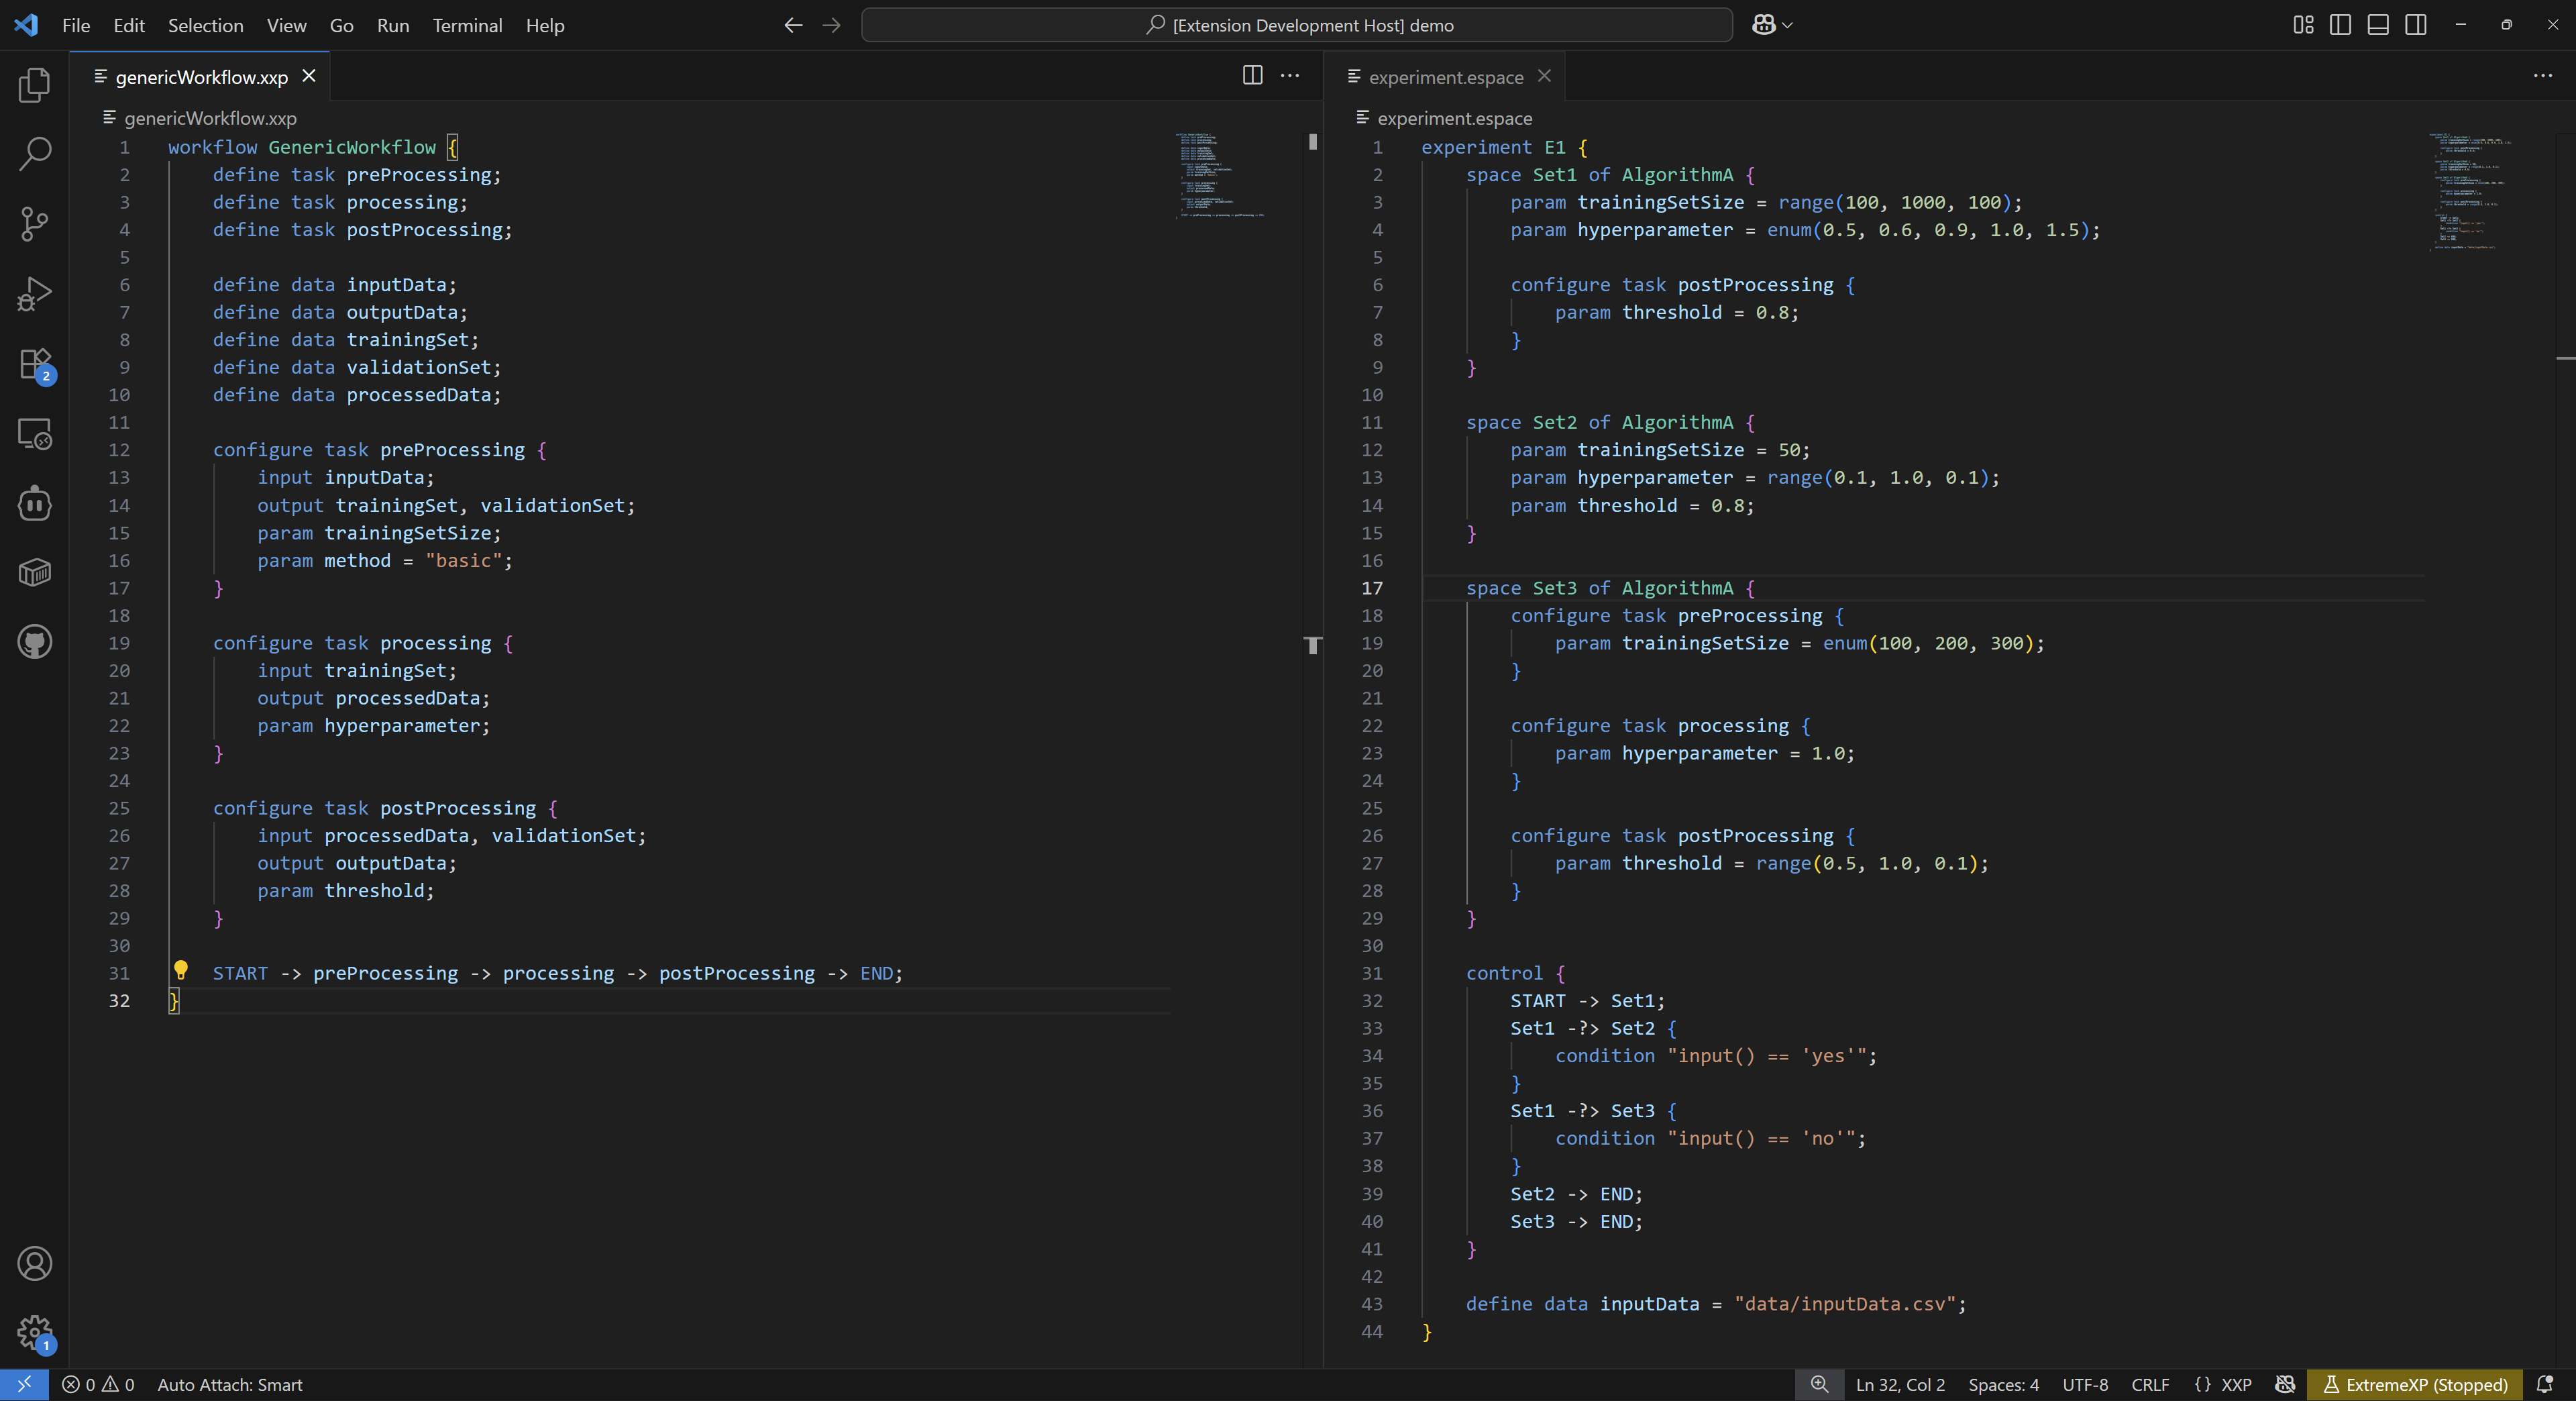 File Edit Selection View Go Run Terminal Help
[Extension Development Host] demo
genericWorkflow.xxp
genericWorkflow.xxp
1 workflow GenericWorkflow {
2 define task preProcessing;
3 define task processing;
4 define task postProcessing;
5
6 define data inputData;
7 define data outputData;
8 define data trainingSet;
9 define data validationSet;
10 define data processedData;
11
12 configure task preProcessing {
13 input inputData;
14 output trainingSet, validationSet;
15 param trainingSetSize;
16 param method = "basic";
17 }
18
19 configure task processing {
20 input trainingSet;
21 output processedData;
22 param hyperparameter;
23 }
24
25 configure task postProcessing {
26 input processedData, validationSet;
27 output outputData;
28 param threshold;
29 }
30
31 START -> preProcessing -> processing -> postProcessing -> END;
32 }
experiment.espace
experiment.espace
1 experiment E1 {
2 space Set1 of AlgorithmA {
3 param trainingSetSize = range(100, 1000, 100);
4 param hyperparameter = enum(0.5, 0.6, 0.9, 1.0, 1.5);
5
6 configure task postProcessing {
7 param threshold = 0.8;
8 }
9 }
10
11 space Set2 of AlgorithmA {
12 param trainingSetSize = 50;
13 param hyperparameter = range(0.1, 1.0, 0.1);
14 param threshold = 0.8;
15 }
16
17 space Set3 of AlgorithmA {
18 configure task preProcessing {
19 param trainingSetSize = enum(100, 200, 300);
20 }
21
22 configure task processing {
23 param hyperparameter = 1.0;
24 }
25
26 configure task postProcessing {
27 param threshold = range(0.5, 1.0, 0.1);
28 }
29 }
30
31 control {
32 START -> Set1;
33 Set1 -?> Set2 {
34 condition "input() == 'yes'";
35 }
36 Set1 -?> Set3 {
37 condition "input() == 'no'";
38 }
39 Set2 -> END;
40 Set3 -> END;
41 }
42
43 define data inputData = "data/inputData.csv";
44 }
2
1
0 0 Auto Attach: Smart
Ln 32, Col 2 Spaces: 4 UTF-8 CRLF {} XXP ExtremeXP (Stopped)